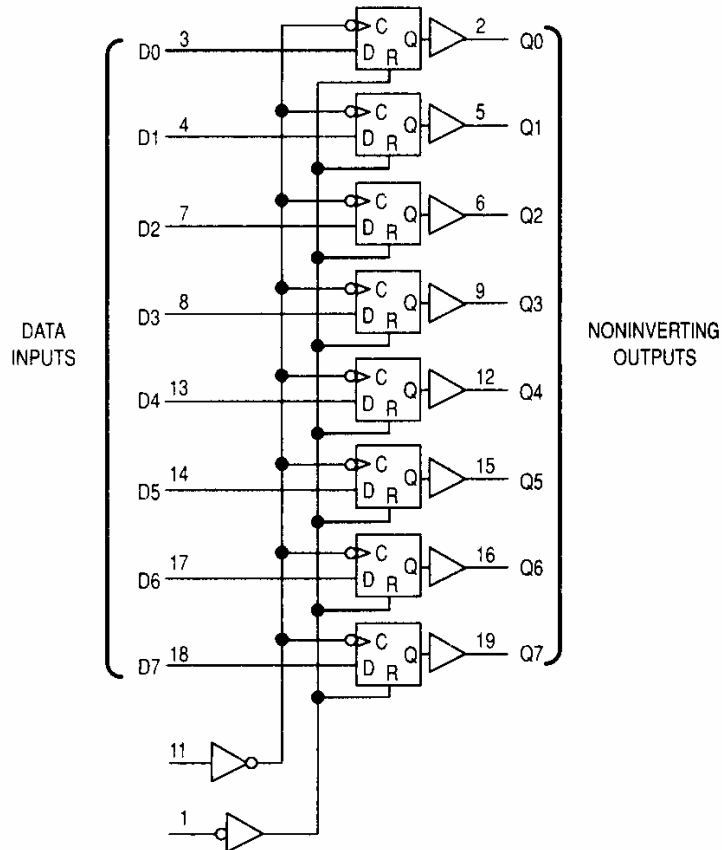 C
D
R
Q
D0 3
2 Q0
C
D
R
Q
D1 4
5 Q1
C
D
R
Q
D2 7
6 Q2
C
D
R
Q
D3 8
9 Q3
DATA
INPUTS
NONINVERTING
OUTPUTS
C
D
R
Q
D4 13
12 Q4
C
D
R
Q
D5 14
15 Q5
C
D
R
Q
D6 17
16 Q6
C
D
R
Q
D7 18
19 Q7
11
1